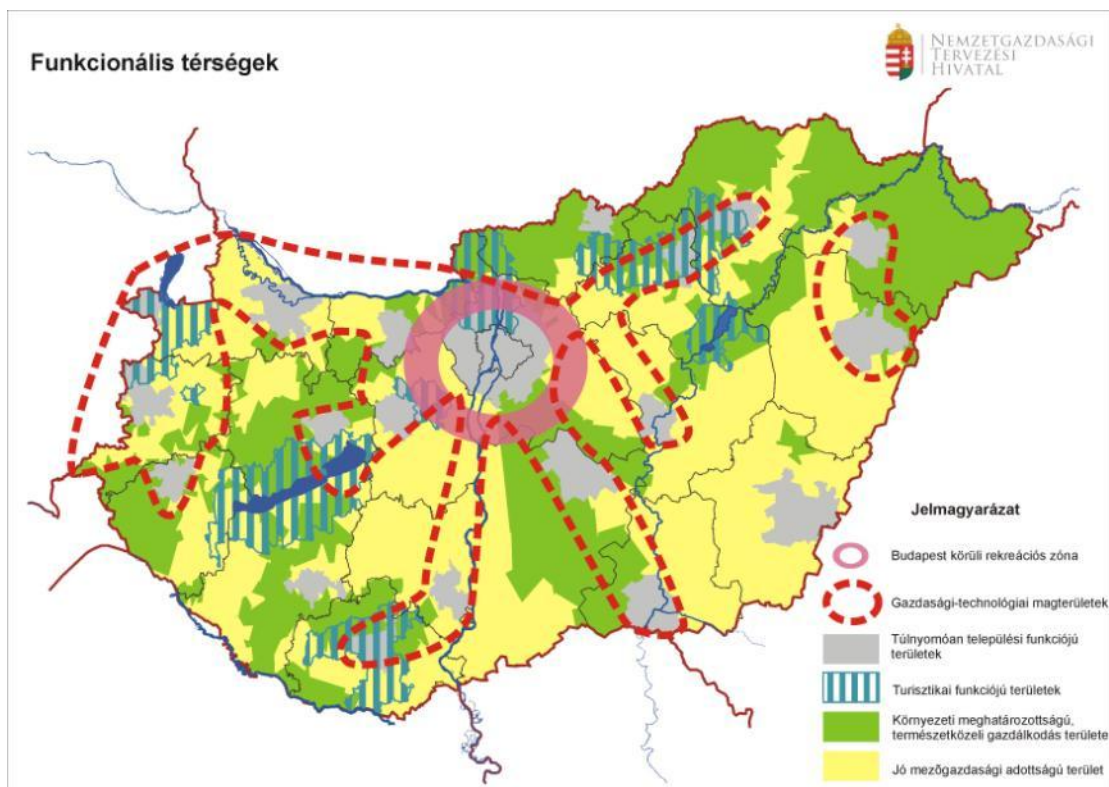 Funkcionális térségek
NEMZETGAZDASÁGI
TERVEZÉSI
HIVATAL
Jelmagyarázat
Budapest körüli rekreációs zóna
Gazdasági-technológiai magterületek
Túlnyomóan települési funkciójú
területek
Turisztikai funkciójú területek
Környezeti meghatározottságú,
természetközeli gazdálkodás területe
Jó mezõgazdasági adottságú terület